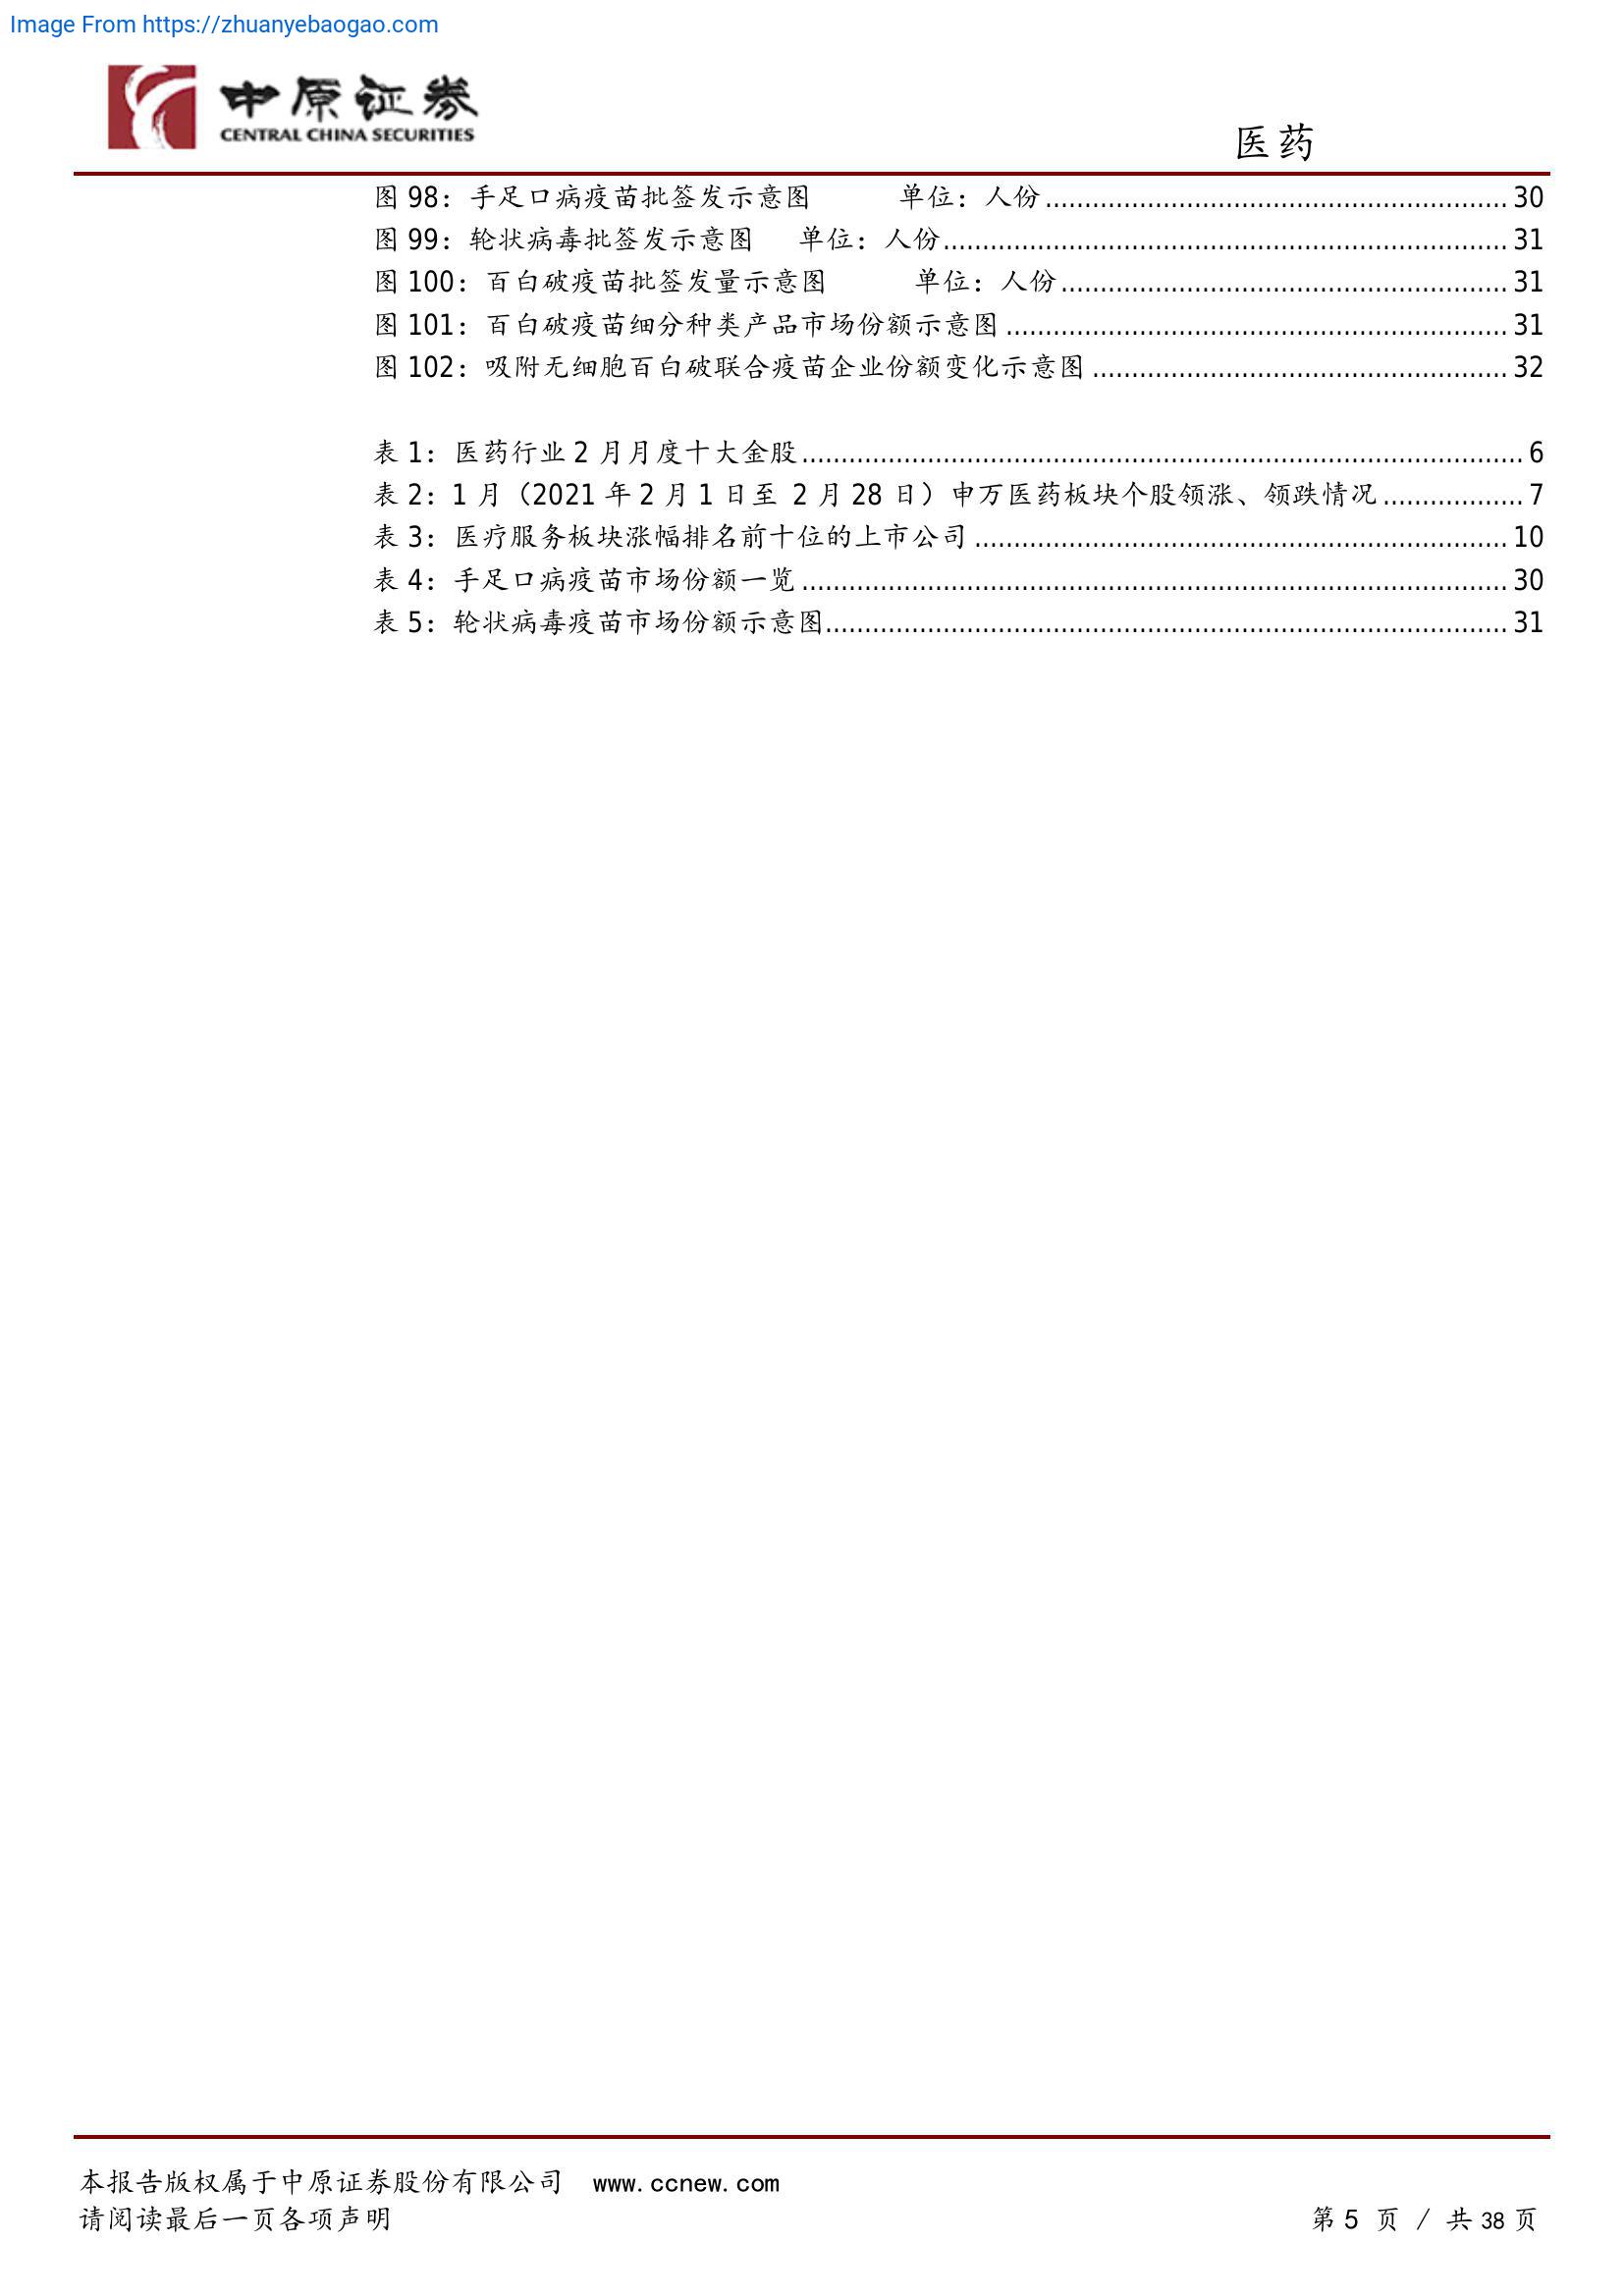 Image From https://zhuanyebaogao.com
中原证券
CENTRAL CHINA SECURITIES
医药
图 98：手足口病疫苗批签发示意图 单位：人份 30
图 99：轮状病毒批签发示意图 单位：人份 31
图 100：百白破疫苗批签发量示意图 单位：人份 31
图 101：百白破疫苗细分种类产品市场份额示意图 31
图 102：吸附无细胞百白破联合疫苗企业份额变化示意图 32
表 1：医药行业 2 月月度十大金股 6
表 2：1 月（2021 年 2 月 1 日至 2 月 28 日）申万医药板块个股领涨、领跌情况 7
表 3：医疗服务板块涨幅排名前十位的上市公司 10
表 4：手足口病疫苗市场份额一览 30
表 5：轮状病毒疫苗市场份额示意图 31
本报告版权属于中原证券股份有限公司 www.ccnew.com
请阅读最后一页各项声明 第 5 页 / 共 38 页